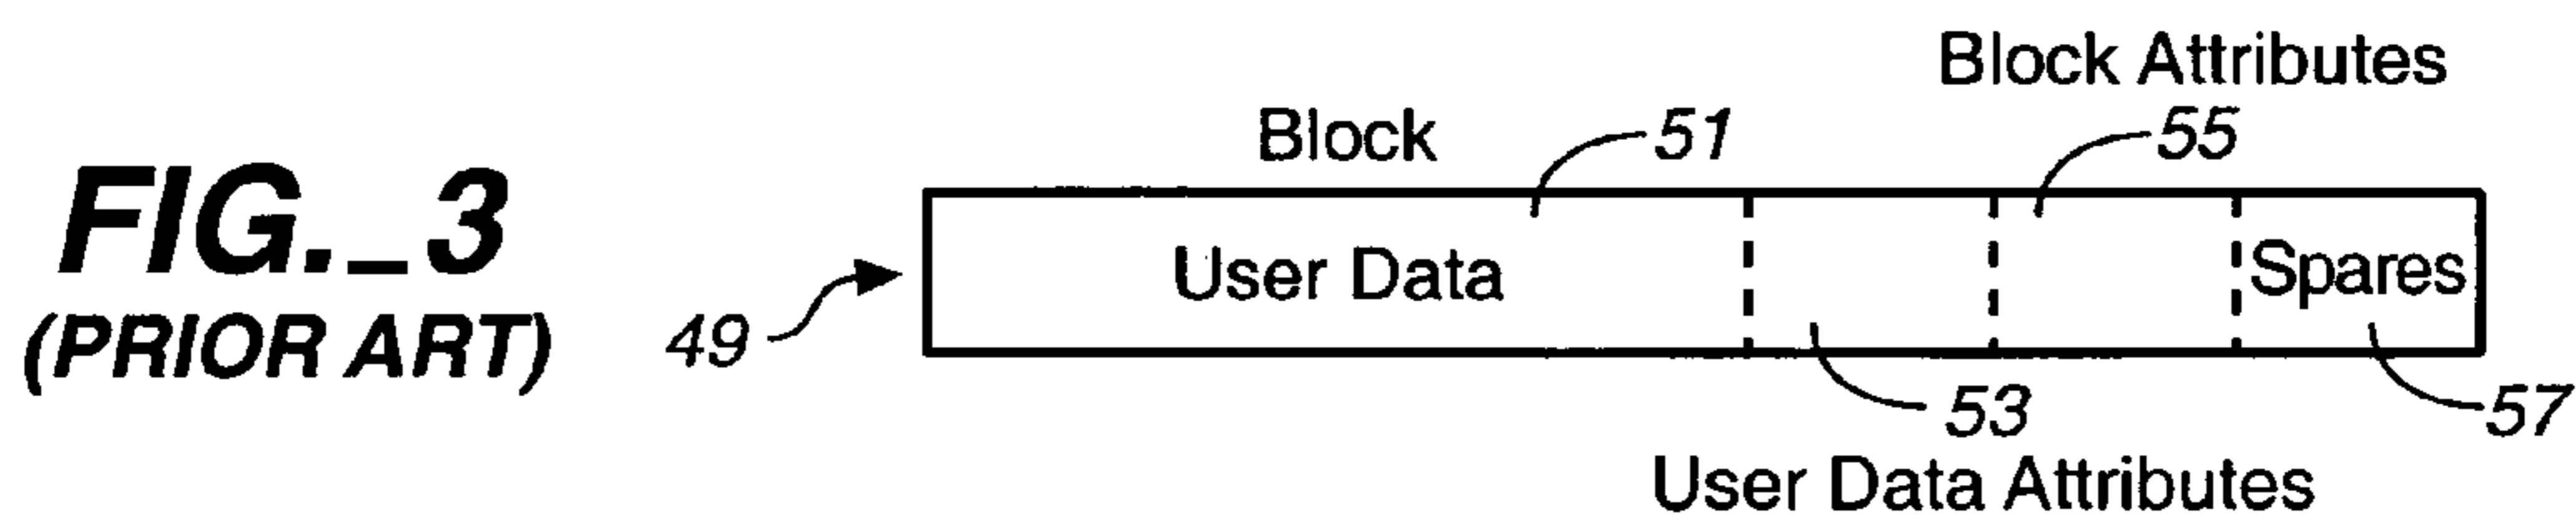 Block Attributes
Block 51 55
FIG._3
User Data Spares
(PRIOR ART) 49
53 57
User Data Attributes